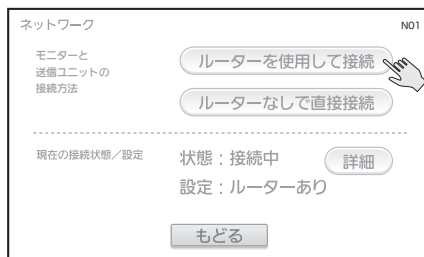 ネットワーク
N01
モニターと
送信ユニットの
接続方法
ルーターを使用して接続
ルーターなしで直接接続
現在の接続状態／設定
状態：接続中
詳細
設定：ルーターあり
もどる